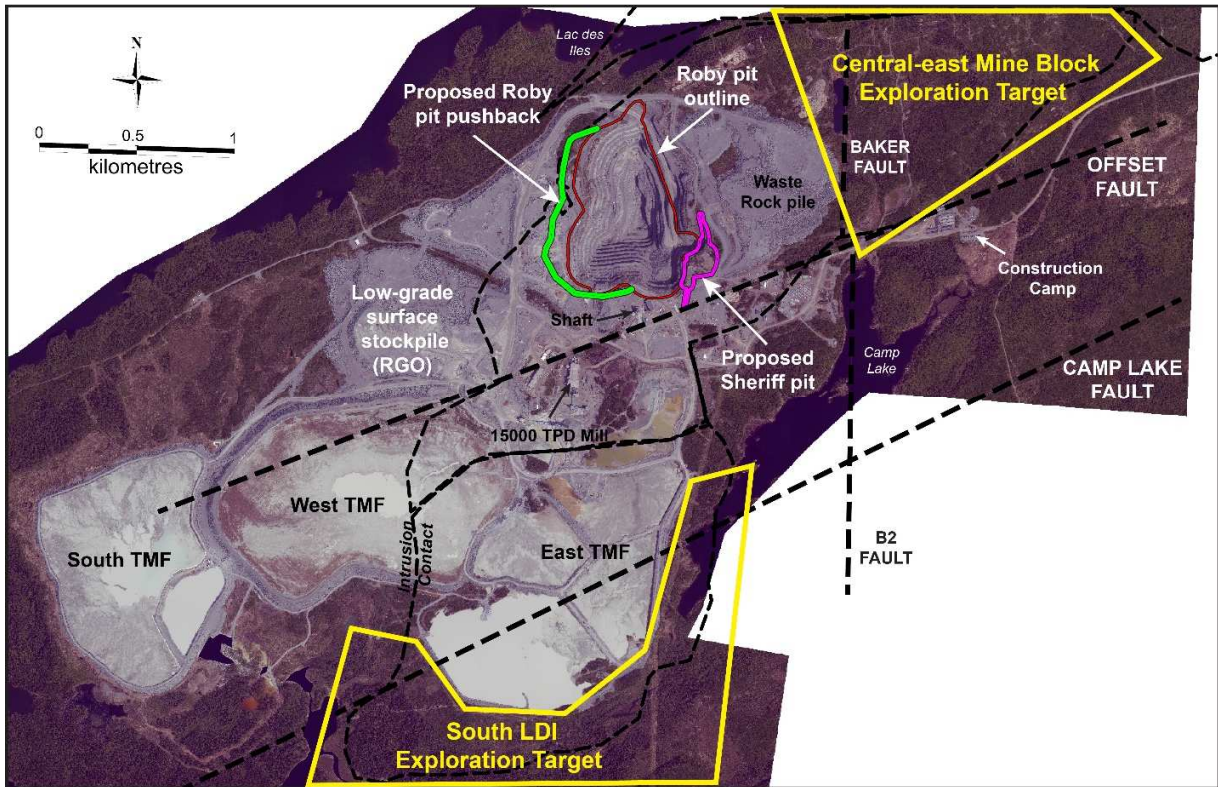 N
0 0.5 1
kilometres
Lac des
Iles
Proposed Roby
pit pushback
Roby pit
outline
Central-east Mine Block
Exploration Target
BAKER
FAULT
OFFSET
FAULT
Waste
Rock pile
Construction
Camp
Low-grade
surface
stockpile
(RGO)
Shaft
Proposed
Sheriff pit
Camp
Lake
CAMP LAKE
FAULT
15000 TPD Mill
West TMF
South TMF
East TMF
Intrusion
Contact
B2
FAULT
South LDI
Exploration Target